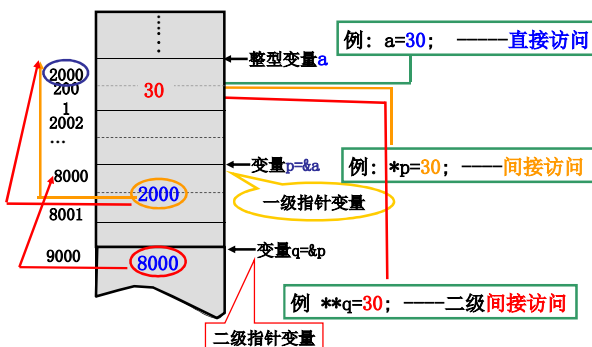 例: a=30; -----直接访问
整型变量a
2000
200
1
30
2002
…
变量p=&a
例: *p=30; ----间接访问
8000
2000
一级指针变量
8001
变量q=&p
9000
8000
例 **q=30; ----二级间接访问
二级指针变量